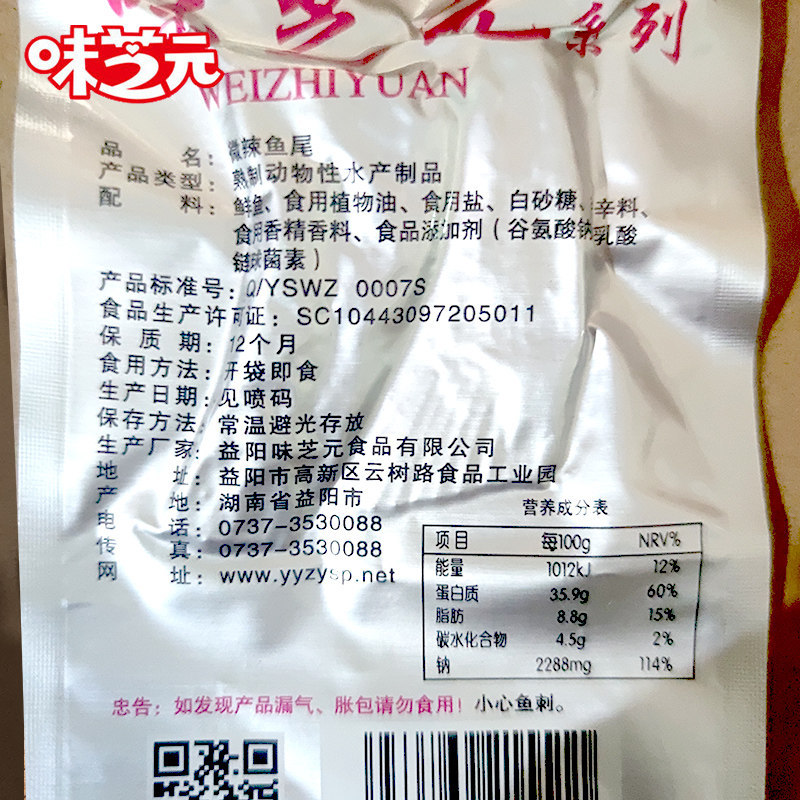 味芝元
味芝元系列
WEIZHIYUAN
品 名：微辣鱼尾
产品类型：熟制动物性水产制品
配 料：鲜鱼、食用植物油、食用盐、白砂糖、辛料、
食用香精香料、食品添加剂（谷氨酸钠乳酸
链球菌素）
产品标准号：Q/YSWZ 0007S
食品生产许可证：SC10443097205011
保 质 期：12个月
食用方法：开袋即食
生产日期：见喷码
保存方法：常温避光存放
生产厂家：益阳味芝元食品有限公司
地 址：益阳市高新区云树路食品工业园
产 地：湖南省益阳市
电 话：0737-3530088
传 真：0737-3530088
网 址：www.yyzysp.net
营养成分表
项目 每100g NRV%
能量 1012kJ 12%
蛋白质 35.9g 60%
脂肪 8.8g 15%
碳水化合物 4.5g 2%
钠 2288mg 114%
忠告：如发现产品漏气、胀包请勿食用！小心鱼刺。